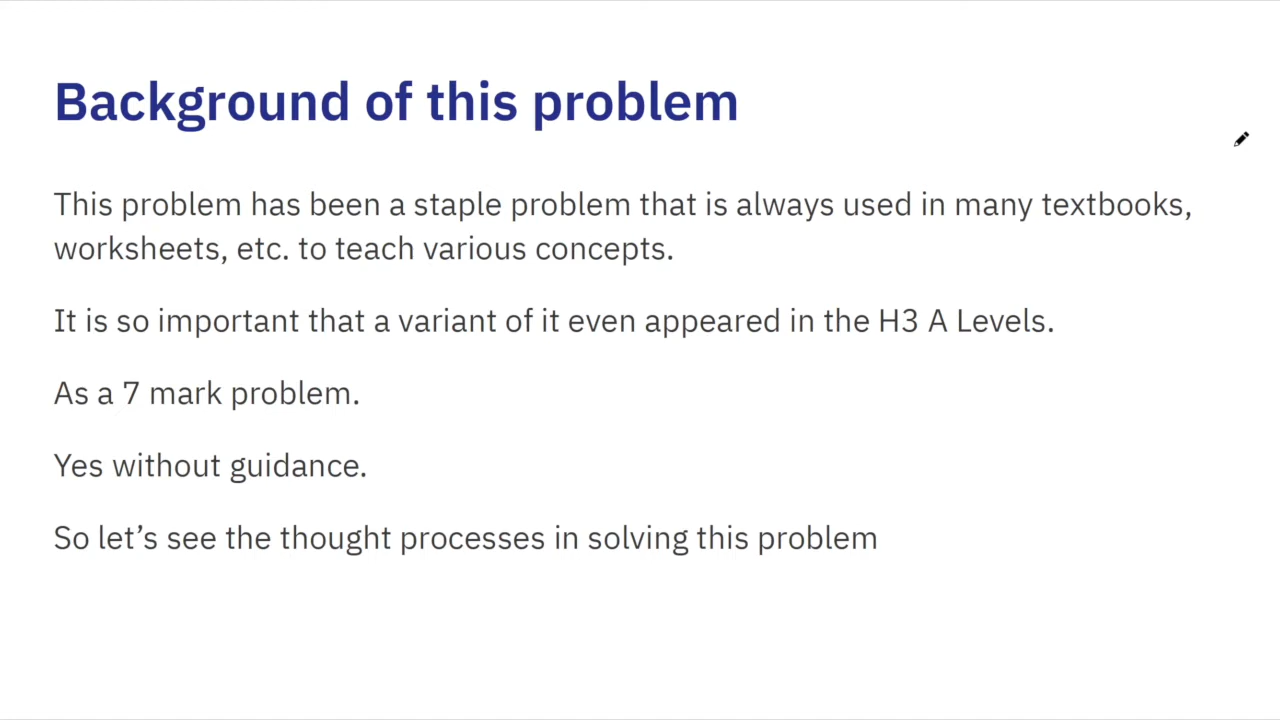 Background of this problem
This problem has been a staple problem that is always used in many textbooks,
worksheets, etc. to teach various concepts.
It is so important that a variant of it even appeared in the H3 A Levels.
As a 7 mark problem.
Yes without guidance.
So let’s see the thought processes in solving this problem